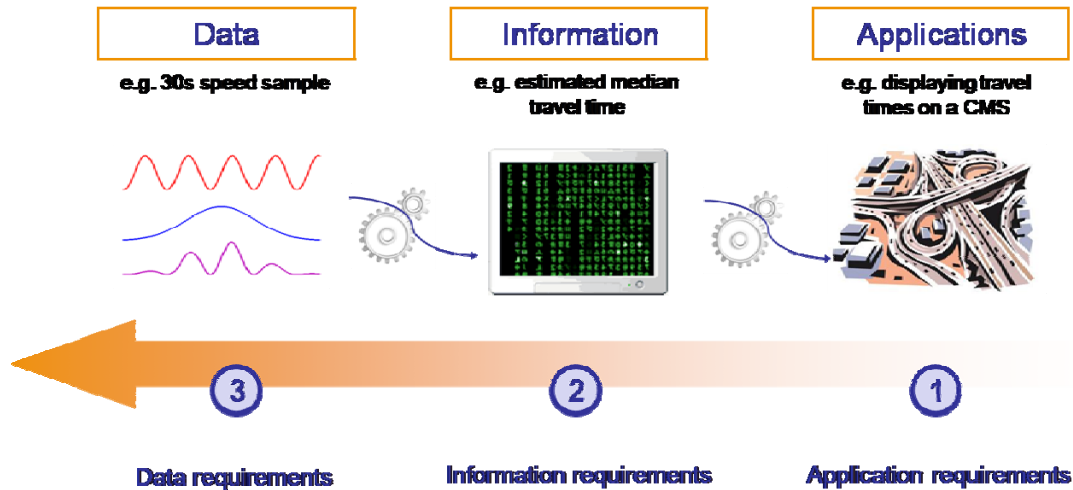 Data
Information
Applications
e.g. 30s speed sample
e.g. estimated median
travel time
e.g. displaying travel
times on a CMS
3
2
1
Data requirements
Information requirements
Application requirements